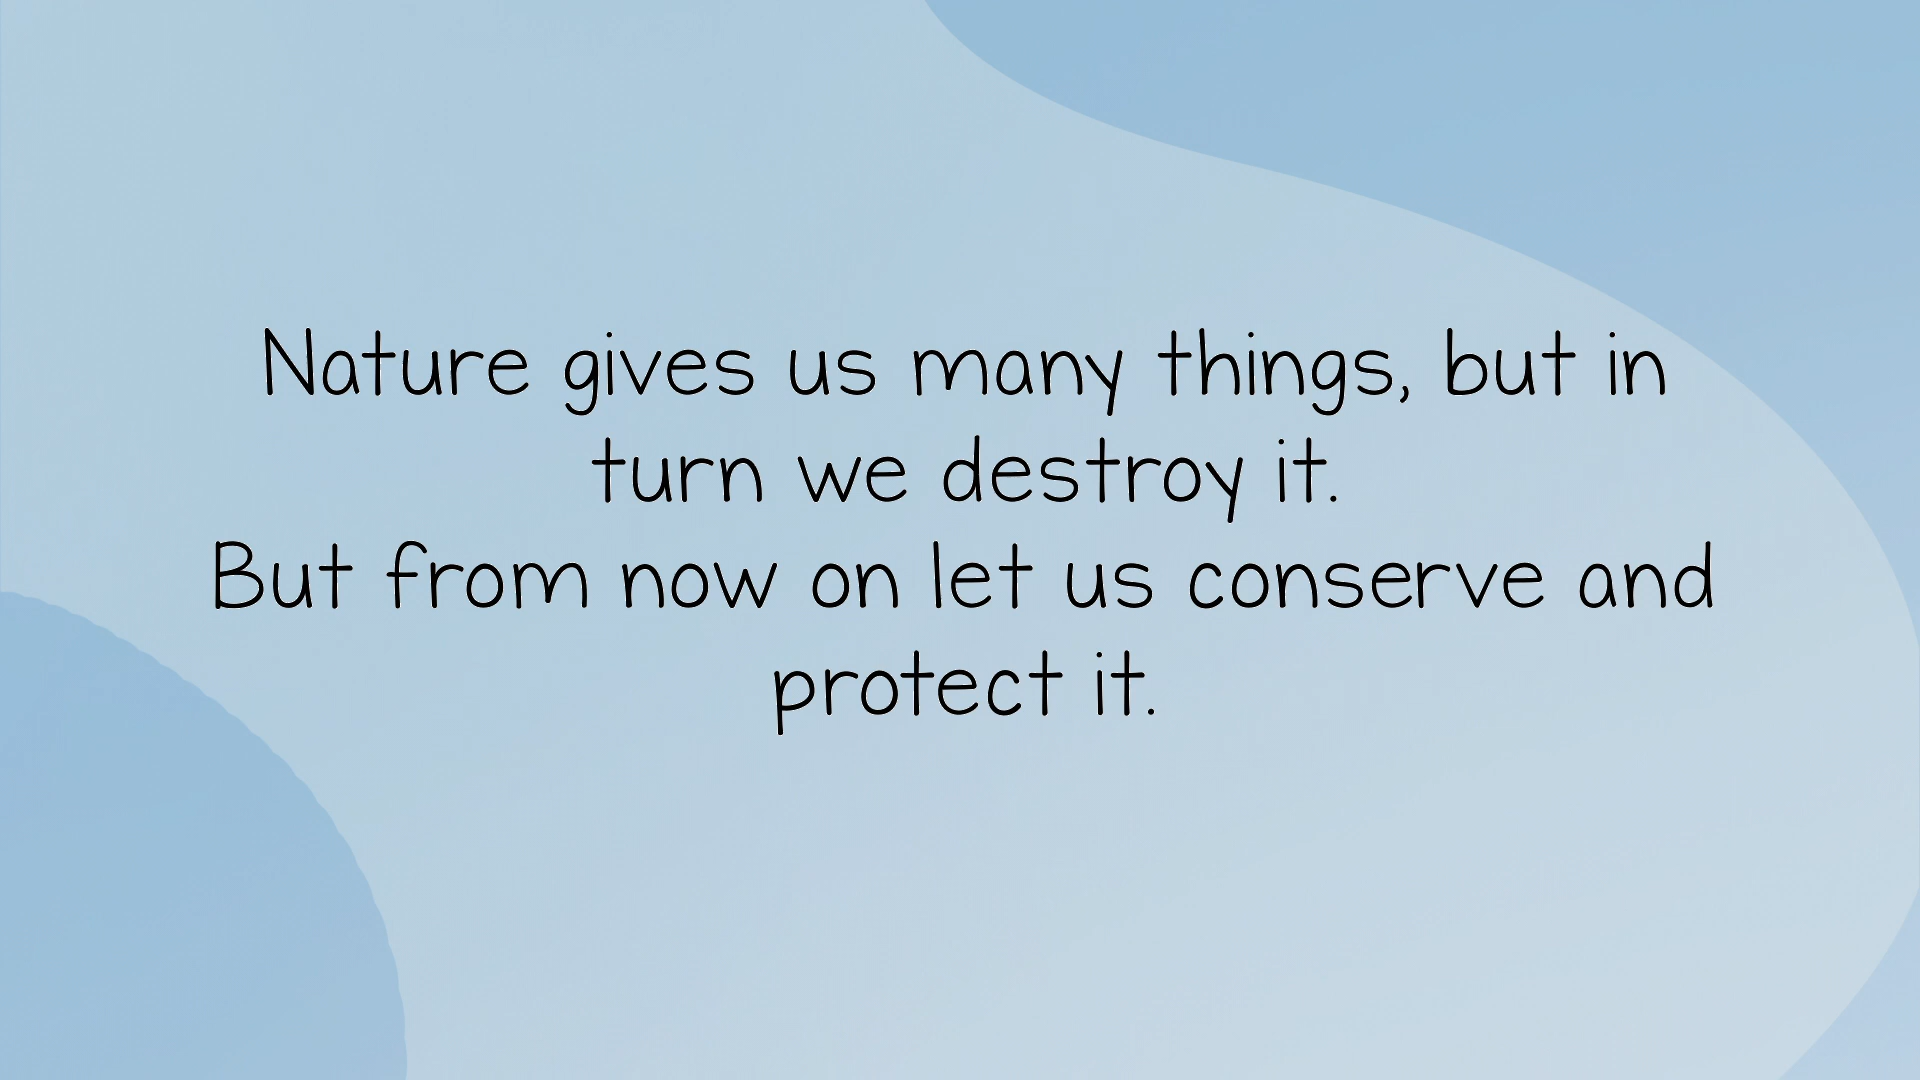 Nature gives us many things, but in
turn we destroy it.
But from now on let us conserve and
protect it.